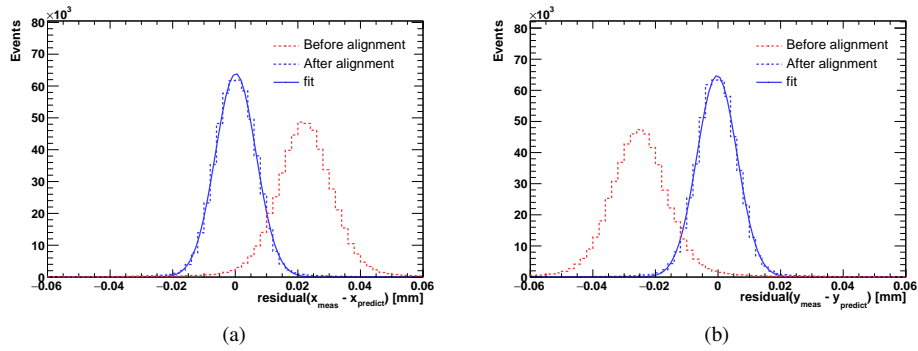 ×10³
Events
80
70
60
50
40
30
20
10
0
−0.06 −0.04 −0.02 0 0.02 0.04 0.06
residual(x_meas - x_predict) [mm]
Before alignment
After alignment
fit
(a)
×10³
Events
80
70
60
50
40
30
20
10
0
−0.06 −0.04 −0.02 0 0.02 0.04 0.06
residual(y_meas - y_predict) [mm]
Before alignment
After alignment
fit
(b)